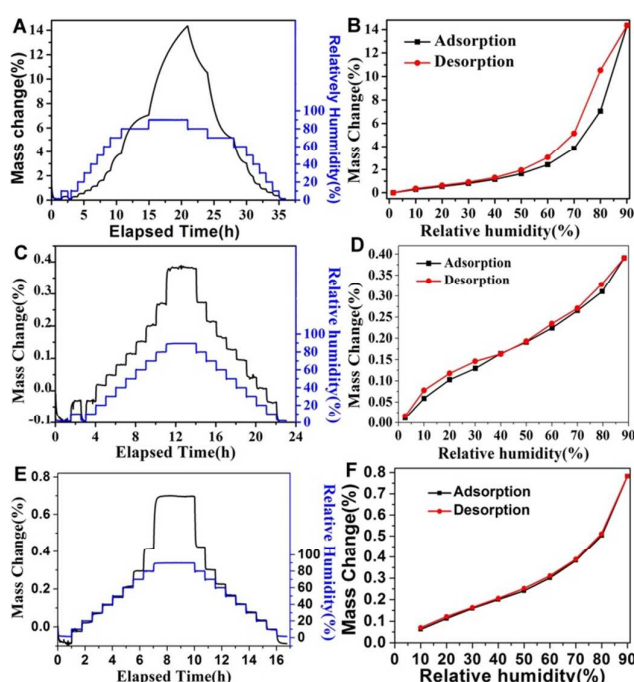 A
Mass change(%)
14
12
10
8
6
4
2
0
0 5 10 15 20 25 30 35
Elapsed Time(h)
100
80
60
40
20
0
Relatively Hummidity(%)
B
Adsorption
Desorption
Mass Change(%)
14
12
10
8
6
4
2
0
0 10 20 30 40 50 60 70 80 90
Relative humidity(%)
C
Mass Change(%)
0.4
0.3
0.2
0.1
0.0
-0.1
0 4 8 12 16 20 24
Elapsed Time(h)
100
80
60
40
20
0
Relative humidity(%)
D
Adsorption
Desorption
Mass Change(%)
0.40
0.35
0.30
0.25
0.20
0.15
0.10
0.05
0.00
0 10 20 30 40 50 60 70 80 90
Relative humidity(%)
E
Mass Change(%)
0.8
0.6
0.4
0.2
0.0
0 2 4 6 8 10 12 14 16
Elapsed Time(h)
100
80
60
40
20
0
Relative Humidity(%)
F
Adsorption
Desorption
Mass Change(%)
0.8
0.7
0.6
0.5
0.4
0.3
0.2
0.1
0.0
0 10 20 30 40 50 60 70 80 90
Relative humidity(%)